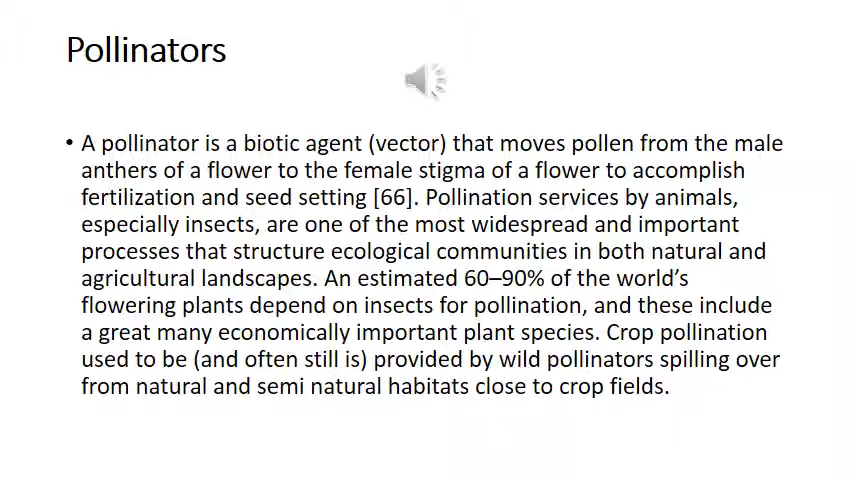 Pollinators
• A pollinator is a biotic agent (vector) that moves pollen from the male
anthers of a flower to the female stigma of a flower to accomplish
fertilization and seed setting [66]. Pollination services by animals,
especially insects, are one of the most widespread and important
processes that structure ecological communities in both natural and
agricultural landscapes. An estimated 60–90% of the world’s
flowering plants depend on insects for pollination, and these include
a great many economically important plant species. Crop pollination
used to be (and often still is) provided by wild pollinators spilling over
from natural and semi natural habitats close to crop fields.